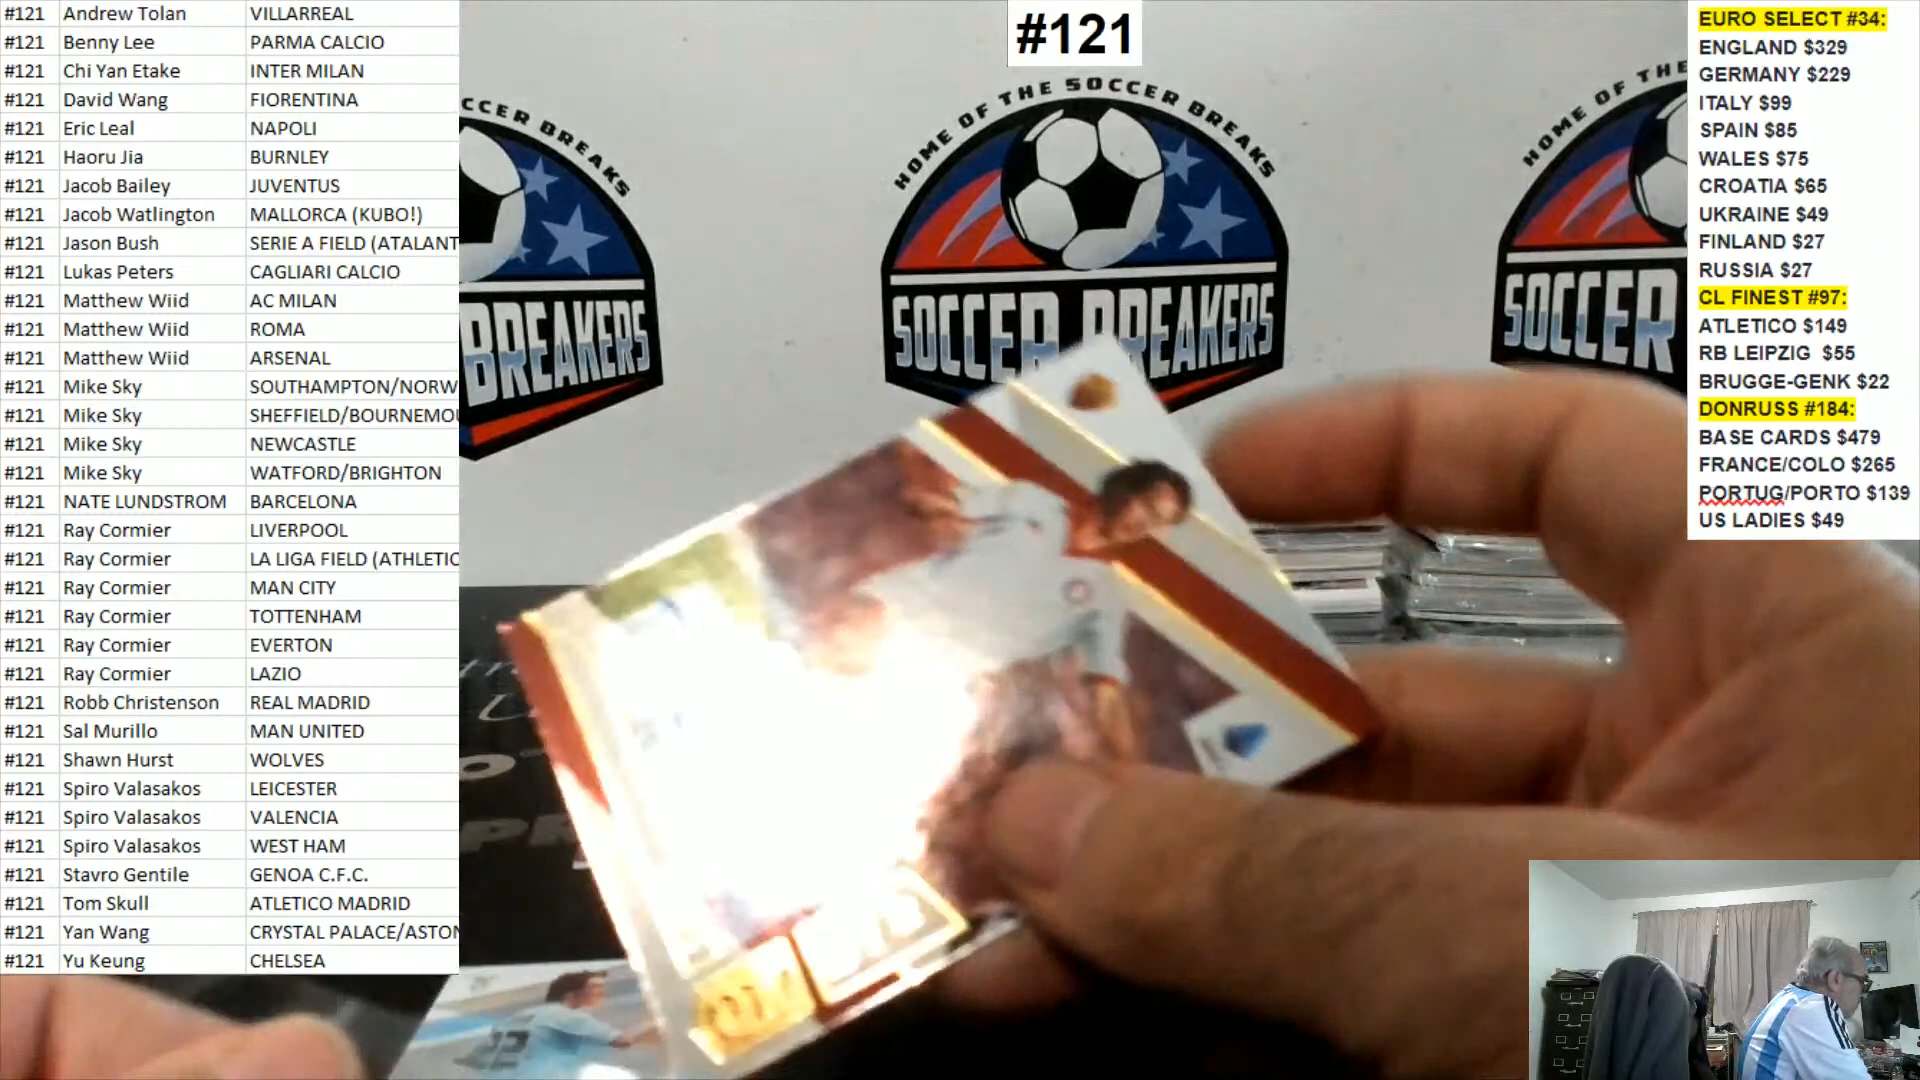 #121 Andrew Tolan VILLARREAL
#121 Benny Lee PARMA CALCIO
#121 Chi Yan Etake INTER MILAN
#121 David Wang FIORENTINA
#121 Eric Leal NAPOLI
#121 Haoru Jia BURNLEY
#121 Jacob Bailey JUVENTUS
#121 Jacob Watlington MALLORCA (KUBO!)
#121 Jason Bush SERIE A FIELD (ATALANT
#121 Lukas Peters CAGLIARI CALCIO
#121 Matthew Wiid AC MILAN
#121 Matthew Wiid ROMA
#121 Matthew Wiid ARSENAL
#121 Mike Sky SOUTHAMPTON/NORW
#121 Mike Sky SHEFFIELD/BOURNEMOU
#121 Mike Sky NEWCASTLE
#121 Mike Sky WATFORD/BRIGHTON
#121 NATE LUNDSTROM BARCELONA
#121 Ray Cormier LIVERPOOL
#121 Ray Cormier LA LIGA FIELD (ATHLETIC
#121 Ray Cormier MAN CITY
#121 Ray Cormier TOTTENHAM
#121 Ray Cormier EVERTON
#121 Ray Cormier LAZIO
#121 Robb Christenson REAL MADRID
#121 Sal Murillo MAN UNITED
#121 Shawn Hurst WOLVES
#121 Spiro Valasakos LEICESTER
#121 Spiro Valasakos VALENCIA
#121 Spiro Valasakos WEST HAM
#121 Stavro Gentile GENOA C.F.C.
#121 Tom Skull ATLETICO MADRID
#121 Yan Wang CRYSTAL PALACE/ASTON
#121 Yu Keung CHELSEA
#121
CCER BREAKS
BREAKERS
HOME OF THE SOCCER BREAKS
SOCCER BREAKERS
HOME OF THE
SOCCER
22
EURO SELECT #34:
ENGLAND $329
GERMANY $229
ITALY $99
SPAIN $85
WALES $75
CROATIA $65
UKRAINE $49
FINLAND $27
RUSSIA $27
CL FINEST #97:
ATLETICO $149
RB LEIPZIG $55
BRUGGE-GENK $22
DONRUSS #184:
BASE CARDS $479
FRANCE/COLO $265
PORTUG/PORTO $139
US LADIES $49